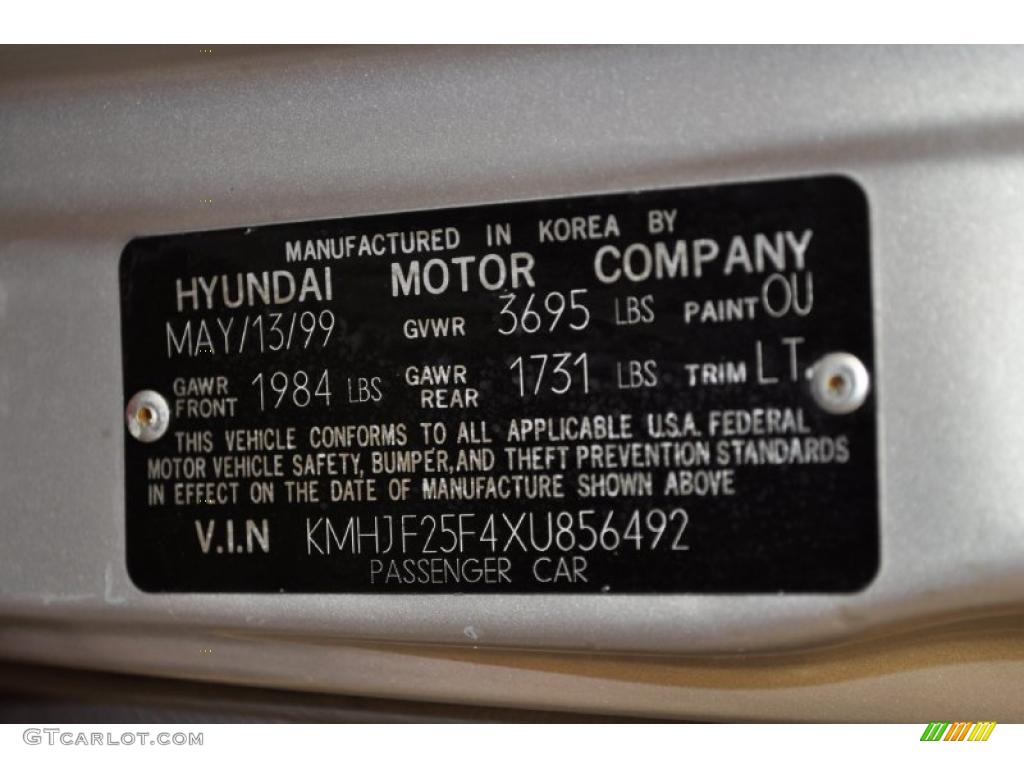 MANUFACTURED IN KOREA BY
HYUNDAI MOTOR COMPANY
MAY/13/99 GVWR 3695 LBS PAINT OU
GAWR FRONT 1984 LBS GAWR REAR 1731 LBS TRIM LT
THIS VEHICLE CONFORMS TO ALL APPLICABLE U.S.A. FEDERAL
MOTOR VEHICLE SAFETY, BUMPER, AND THEFT PREVENTION STANDARDS
IN EFFECT ON THE DATE OF MANUFACTURE SHOWN ABOVE
V.I.N KMHJF25F4XU856492
PASSENGER CAR
GTCARLOT.COM